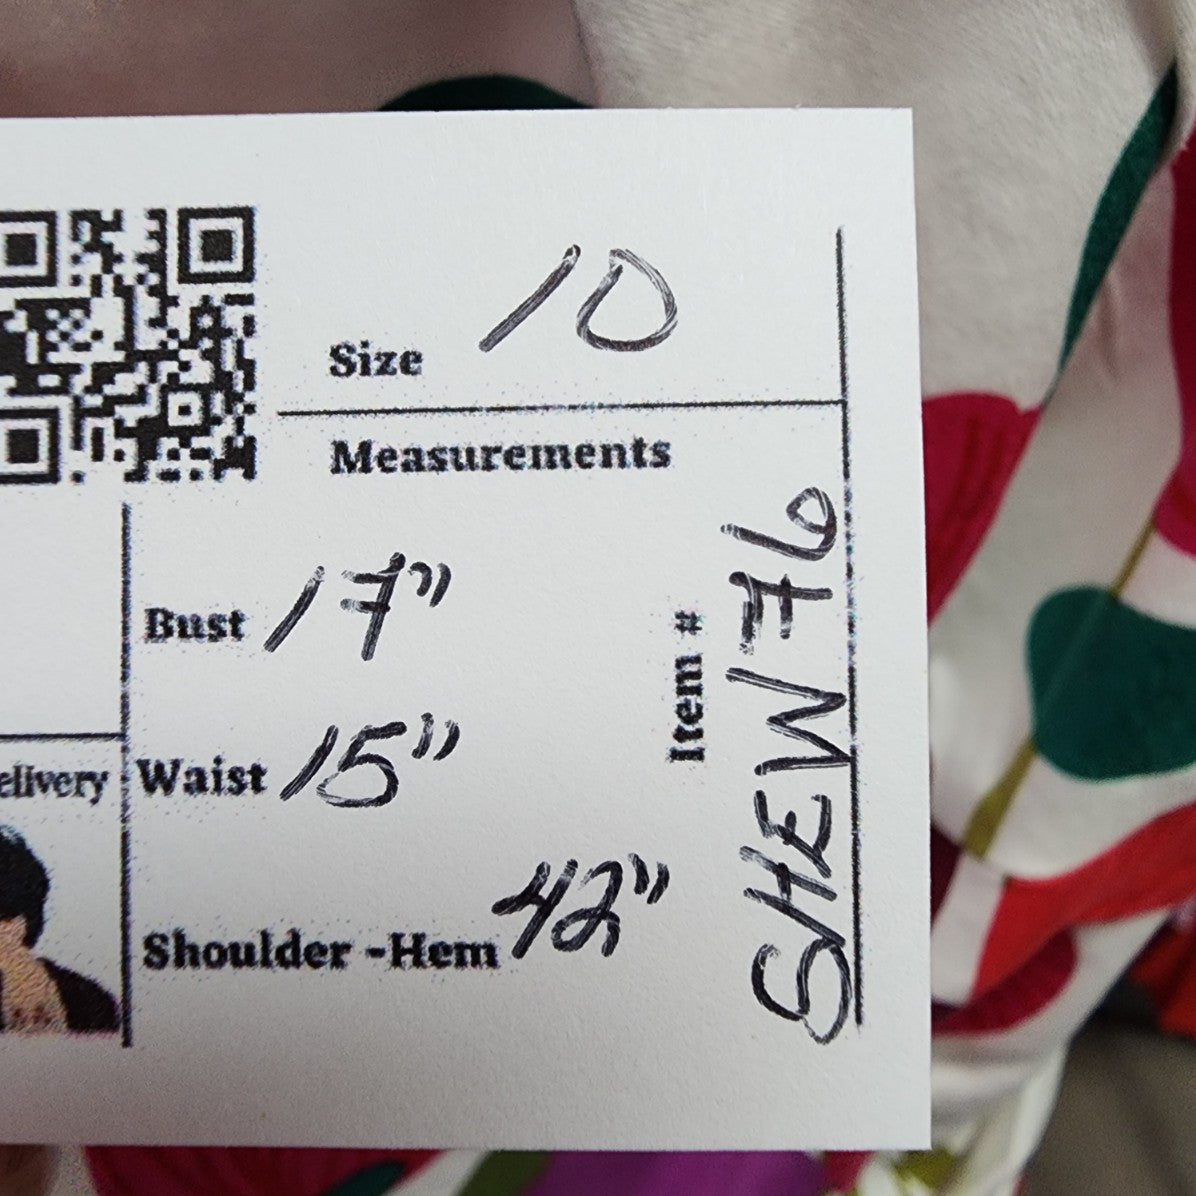 Size 10
Measurements
Bust 17"
Waist 15"
Shoulder -Hem 42"
Item # SHEW76
elivery